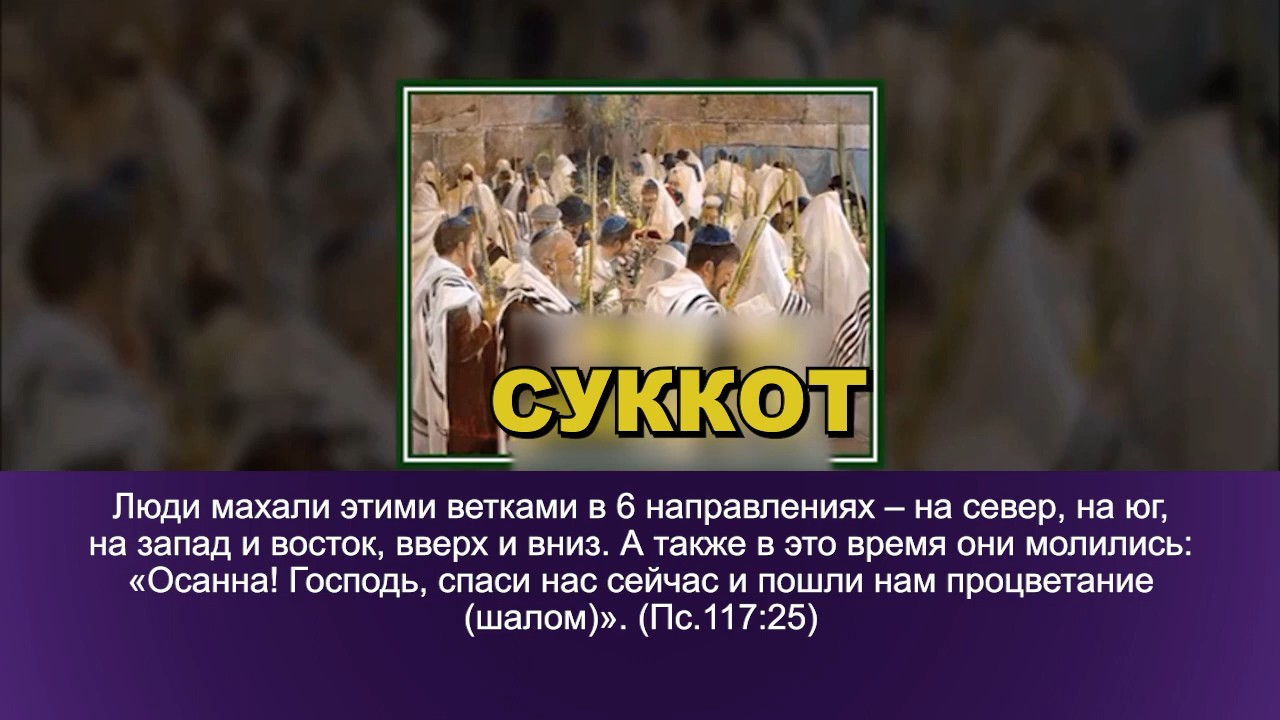 СУККОТ
Люди махали этими ветками в 6 направлениях – на север, на юг,
на запад и восток, вверх и вниз. А также в это время они молились:
«Осанна! Господь, спаси нас сейчас и пошли нам процветание
(шалом)». (Пс.117:25)